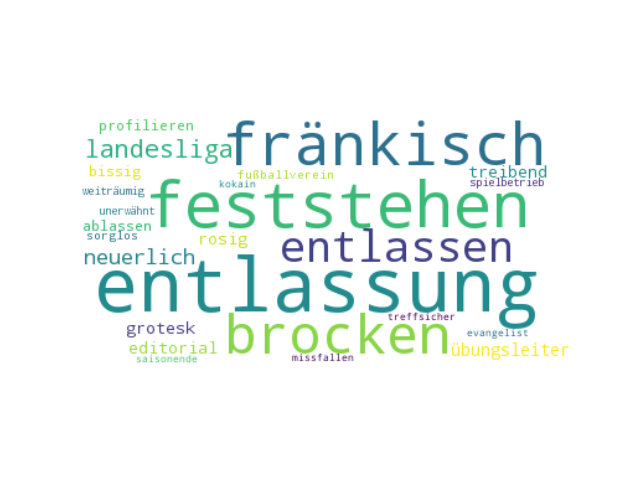 profilieren
fränkisch
landesliga
bissig
fußballverein
treibend
kokain
spielbetrieb
weiträumig
feststehen
unerwähnt
ablassen
sorglos
rosig
entlassen
neuerlich
entlassung
treffsicher
grotesk
brocken
evangelist
editorial
übungsleiter
saisonende
missfallen